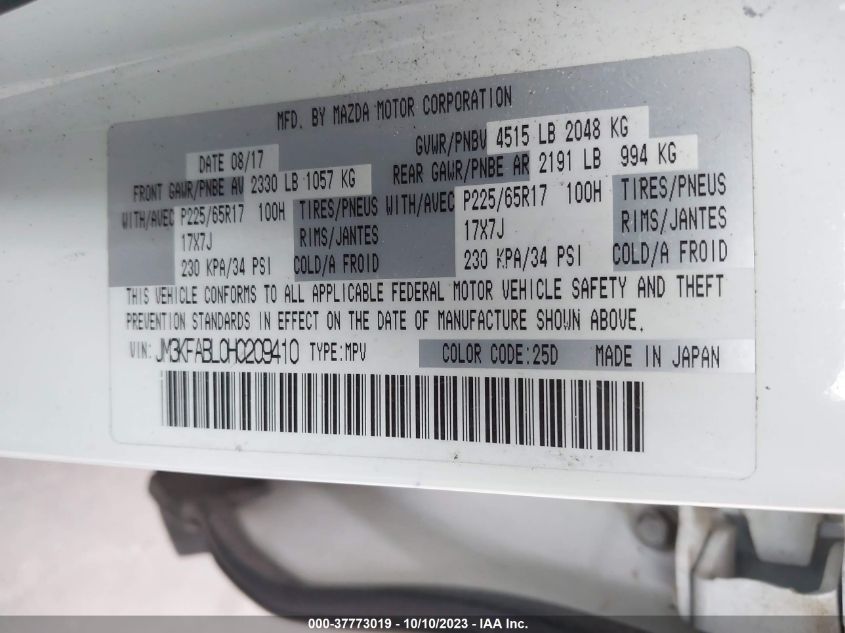 MFD. BY MAZDA MOTOR CORPORATION
DATE 08/17 GVWR/PNBV 4515 LB 2048 KG
FRONT GAWR/PNBE AV 2330 LB 1057 KG REAR GAWR/PNBE AR 2191 LB 994 KG
WITH/AVEC P225/65R17 100H TIRES/PNEUS WITH/AVEC P225/65R17 100H TIRES/PNEUS
17X7J RIMS/JANTES 17X7J RIMS/JANTES
230 KPA/34 PSI COLD/A FROID 230 KPA/34 PSI COLD/A FROID
THIS VEHICLE CONFORMS TO ALL APPLICABLE FEDERAL MOTOR VEHICLE SAFETY AND THEFT
PREVENTION STANDARDS IN EFFECT ON THE DATE OF MANUFACTURE SHOWN ABOVE.
VIN: JM3KFABL0H0209410 TYPE:MPV COLOR CODE:25D MADE IN JAPAN
000-37773019 - 10/10/2023 - IAA Inc.